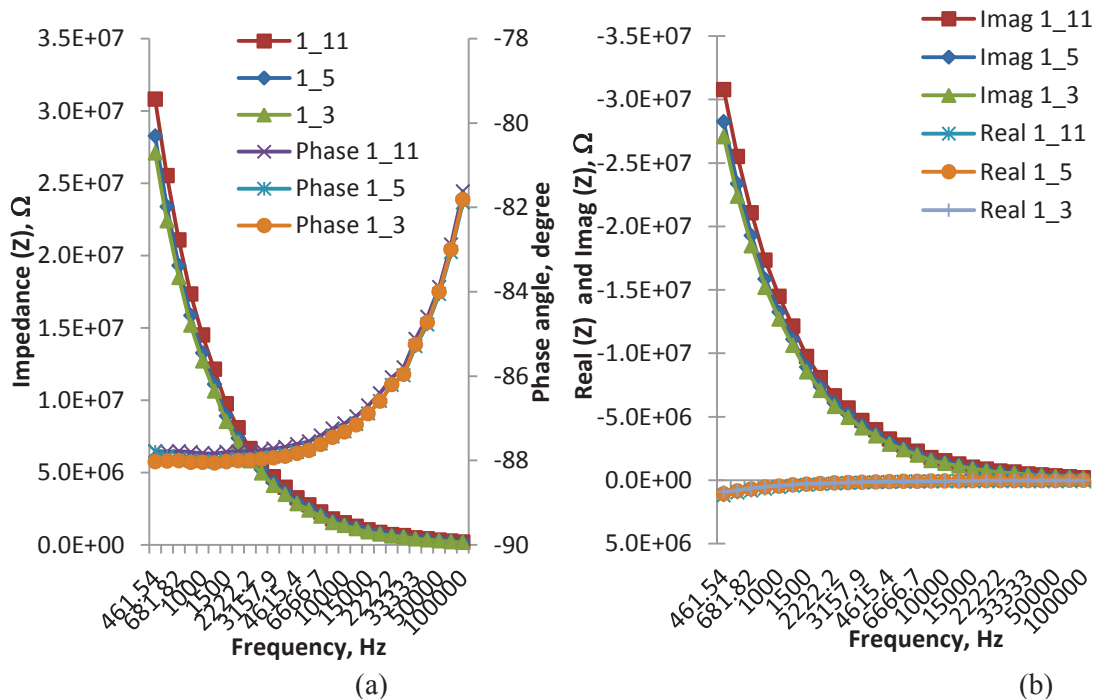 3.5E+07
3.0E+07
2.5E+07
2.0E+07
1.5E+07
1.0E+07
5.0E+06
0.0E+00
Impedance (Z), Ω
1_11
1_5
1_3
Phase 1_11
Phase 1_5
Phase 1_3
-78
-80
-82
-84
-86
-88
-90
Phase angle, degree
461.54
681.82
1000
1500
2222.2
3157.9
4615.4
6666.7
10000
15000
22222
33333
50000
100000
Frequency, Hz
(a)
-3.5E+07
-3.0E+07
-2.5E+07
-2.0E+07
-1.5E+07
-1.0E+07
-5.0E+06
0.0E+00
5.0E+06
Real (Z) and Imag (Z), Ω
Imag 1_11
Imag 1_5
Imag 1_3
Real 1_11
Real 1_5
Real 1_3
461.54
681.82
1000
1500
2222.2
3157.9
4615.4
6666.7
10000
15000
22222
33333
50000
100000
Frequency, Hz
(b)